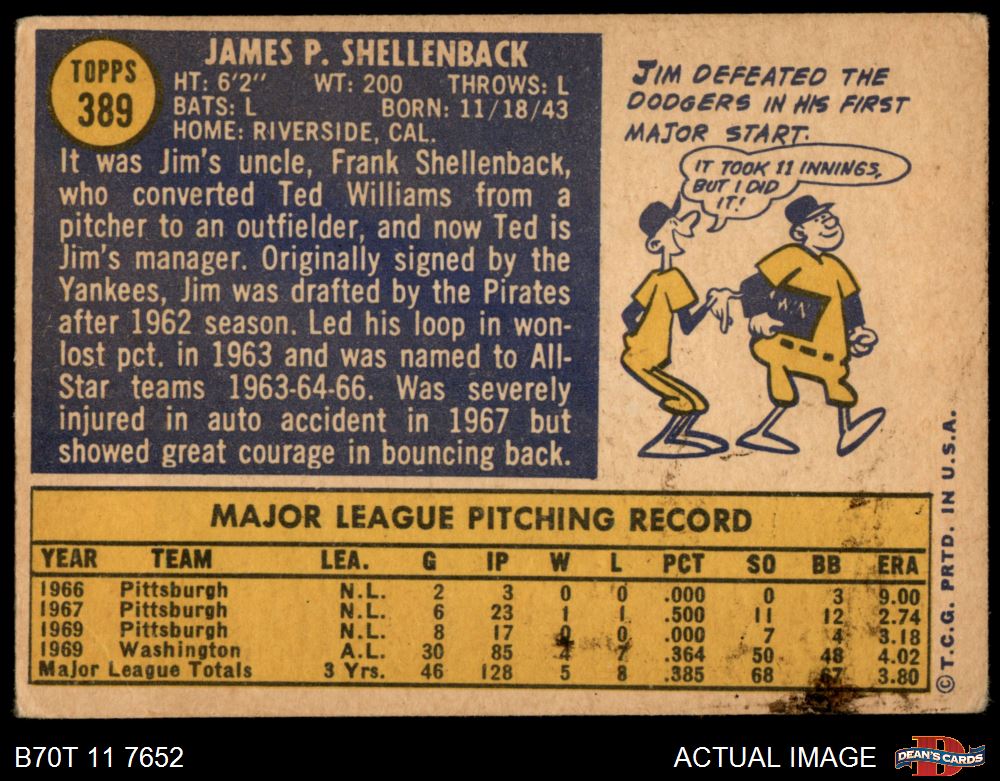 TOPPS
389
JAMES P. SHELLENBACK
HT: 6'2" WT: 200 THROWS: L
BATS: L BORN: 11/18/43
HOME: RIVERSIDE, CAL.
It was Jim's uncle, Frank Shellenback,
who converted Ted Williams from a
pitcher to an outfielder, and now Ted is
Jim's manager. Originally signed by the
Yankees, Jim was drafted by the Pirates
after 1962 season. Led his loop in won-
lost pct. in 1963 and was named to All-
Star teams 1963-64-66. Was severely
injured in auto accident in 1967 but
showed great courage in bouncing back.
JIM DEFEATED THE
DODGERS IN HIS FIRST
MAJOR START.
IT TOOK 11 INNINGS,
BUT I DID
IT!
"WIN"
MAJOR LEAGUE PITCHING RECORD
YEAR TEAM LEA. G IP W L PCT SO BB ERA
1966 Pittsburgh N.L. 2 3 0 0 .000 0 3 9.00
1967 Pittsburgh N.L. 6 23 1 1 .500 11 12 2.74
1969 Pittsburgh N.L. 8 17 0 0 .000 7 4 3.18
1969 Washington A.L. 30 85 4 7 .364 50 48 4.02
Major League Totals 3 Yrs. 46 128 5 8 .385 68 67 3.80
© T.C.G. PRTD. IN U.S.A.
B70T 11 7652
ACTUAL IMAGE
D
DEAN'S CARDS